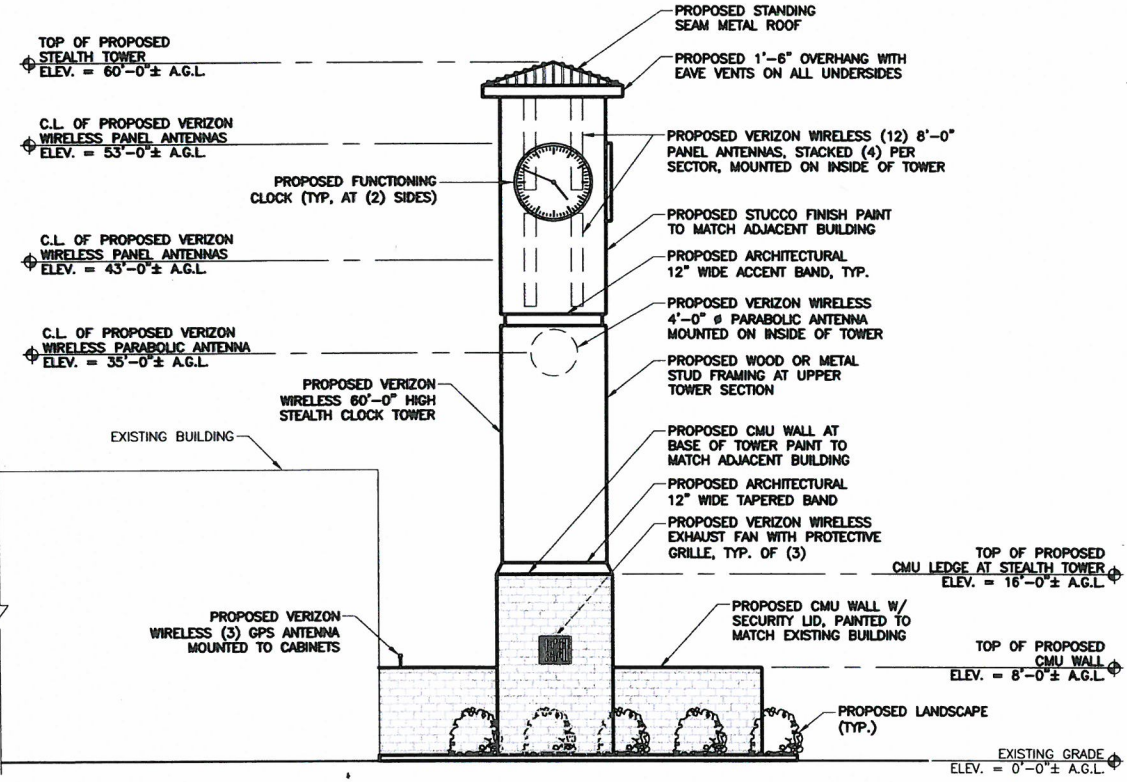 TOP OF PROPOSED
STEALTH TOWER
ELEV. = 60'-0"± A.G.L.
C.L. OF PROPOSED VERIZON
WIRELESS PANEL ANTENNAS
ELEV. = 53'-0"± A.G.L.
PROPOSED FUNCTIONING
CLOCK (TYP, AT (2) SIDES)
C.L. OF PROPOSED VERIZON
WIRELESS PANEL ANTENNAS
ELEV. = 43'-0"± A.G.L.
C.L. OF PROPOSED VERIZON
WIRELESS PARABOLIC ANTENNA
ELEV. = 35'-0"± A.G.L.
PROPOSED VERIZON
WIRELESS 60'-0" HIGH
STEALTH CLOCK TOWER
EXISTING BUILDING
PROPOSED VERIZON
WIRELESS (3) GPS ANTENNA
MOUNTED TO CABINETS
PROPOSED STANDING
SEAM METAL ROOF
PROPOSED 1'-6" OVERHANG WITH
EAVE VENTS ON ALL UNDERSIDES
PROPOSED VERIZON WIRELESS (12) 8'-0"
PANEL ANTENNAS, STACKED (4) PER
SECTOR, MOUNTED ON INSIDE OF TOWER
PROPOSED STUCCO FINISH PAINT
TO MATCH ADJACENT BUILDING
PROPOSED ARCHITECTURAL
12" WIDE ACCENT BAND, TYP.
PROPOSED VERIZON WIRELESS
4'-0" ø PARABOLIC ANTENNA
MOUNTED ON INSIDE OF TOWER
PROPOSED WOOD OR METAL
STUD FRAMING AT UPPER
TOWER SECTION
PROPOSED CMU WALL AT
BASE OF TOWER PAINT TO
MATCH ADJACENT BUILDING
PROPOSED ARCHITECTURAL
12" WIDE TAPERED BAND
PROPOSED VERIZON WIRELESS
EXHAUST FAN WITH PROTECTIVE
GRILLE, TYP. OF (3)
TOP OF PROPOSED
CMU LEDGE AT STEALTH TOWER
ELEV. = 16'-0"± A.G.L.
PROPOSED CMU WALL W/
SECURITY LID, PAINTED TO
MATCH EXISTING BUILDING
TOP OF PROPOSED
CMU WALL
ELEV. = 8'-0"± A.G.L.
PROPOSED LANDSCAPE
(TYP.)
EXISTING GRADE
ELEV. = 0'-0"± A.G.L.